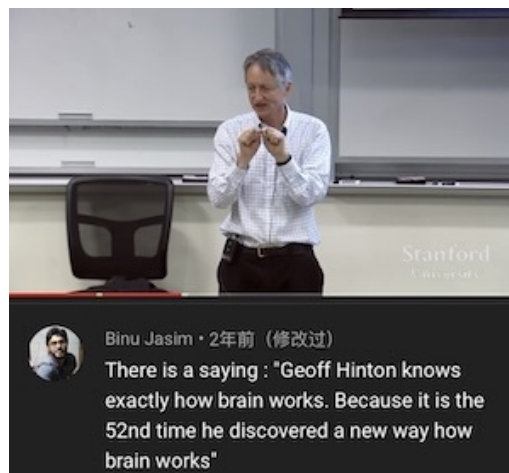 Stanford
University
Binu Jasim • 2年前（修改过）
There is a saying : "Geoff Hinton knows
exactly how brain works. Because it is the
52nd time he discovered a new way how
brain works"